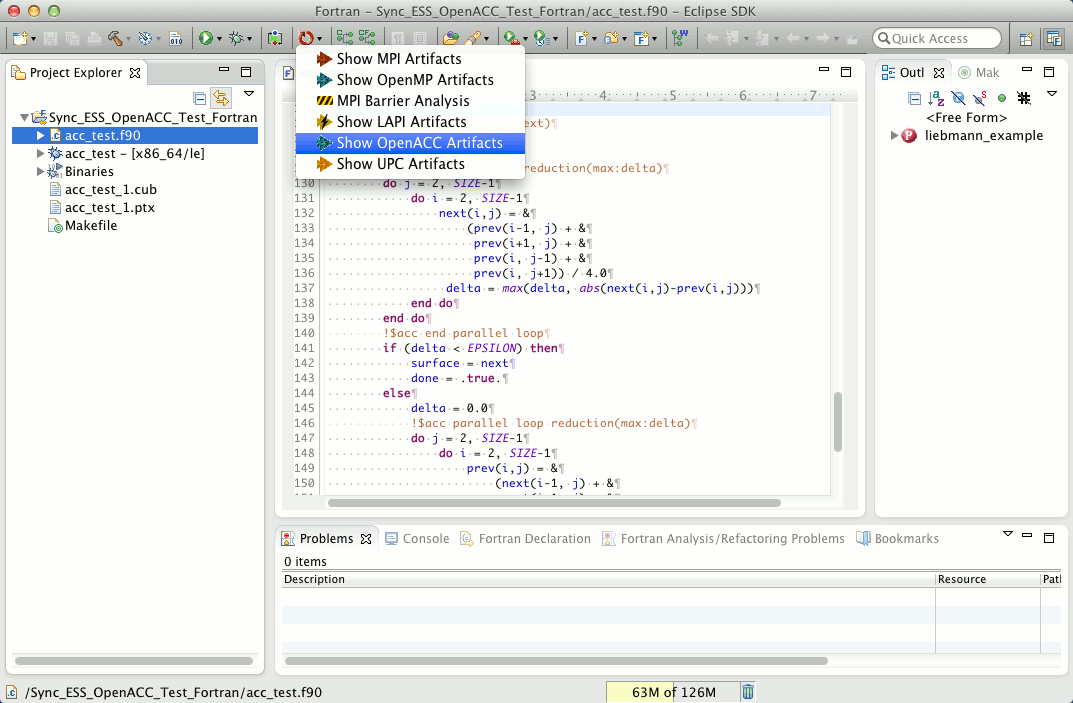 Fortran - Sync_ESS_OpenACC_Test_Fortran/acc_test.f90 - Eclipse SDK
Quick Access
Project Explorer
Sync_ESS_OpenACC_Test_Fortran
acc_test.f90
acc_test - [x86_64/le]
Binaries
acc_test_1.cub
acc_test_1.ptx
Makefile
Show MPI Artifacts
Show OpenMP Artifacts
MPI Barrier Analysis
Show LAPI Artifacts
Show OpenACC Artifacts
Show UPC Artifacts
3 4 5 6 7
ext)¶
reduction(max:delta)¶
130 do j = 2, SIZE-1¶
131 do i = 2, SIZE-1¶
132 next(i,j) = &¶
133 (prev(i-1, j) + &¶
134 prev(i+1, j) + &¶
135 prev(i, j-1) + &¶
136 prev(i, j+1)) / 4.0¶
137 delta = max(delta, abs(next(i,j)-prev(i,j)))¶
138 end do¶
139 end do¶
140 !$acc end parallel loop¶
141 if (delta < EPSILON) then¶
142 surface = next¶
143 done = .true.¶
144 else¶
145 delta = 0.0¶
146 !$acc parallel loop reduction(max:delta)¶
147 do j = 2, SIZE-1¶
148 do i = 2, SIZE-1¶
149 prev(i,j) = &¶
150 (next(i-1, j) + &¶
Outl
Mak
<Free Form>
liebmann_example
Problems
Console
Fortran Declaration
Fortran Analysis/Refactoring Problems
Bookmarks
0 items
Description Resource Path
/Sync_ESS_OpenACC_Test_Fortran/acc_test.f90
63M of 126M